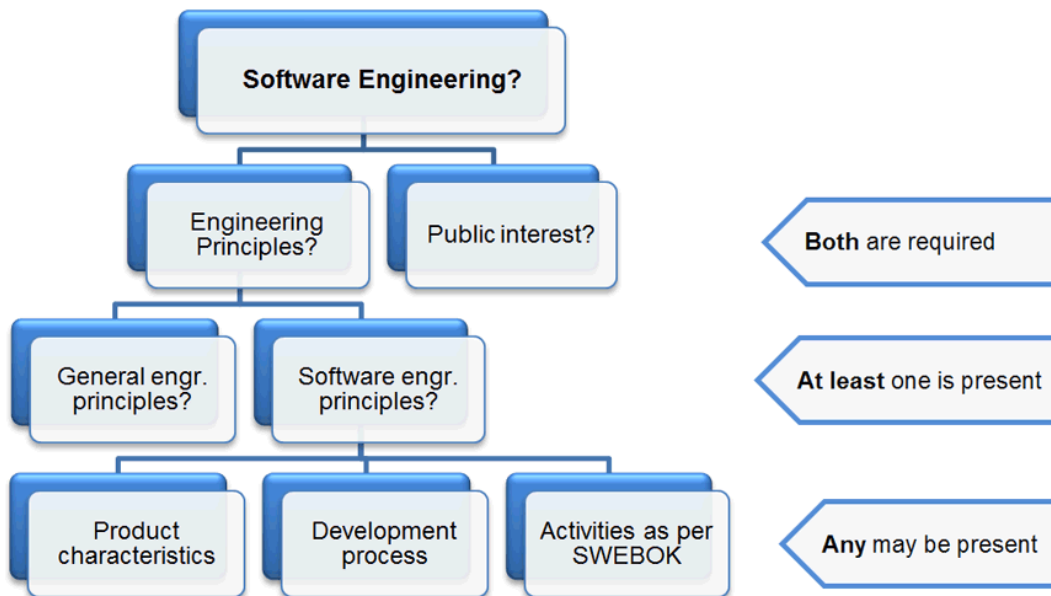 Software Engineering?
Engineering
Principles?
Public interest?
Both are required
General engr.
principles?
Software engr.
principles?
At least one is present
Product
characteristics
Development
process
Activities as per
SWEBOK
Any may be present